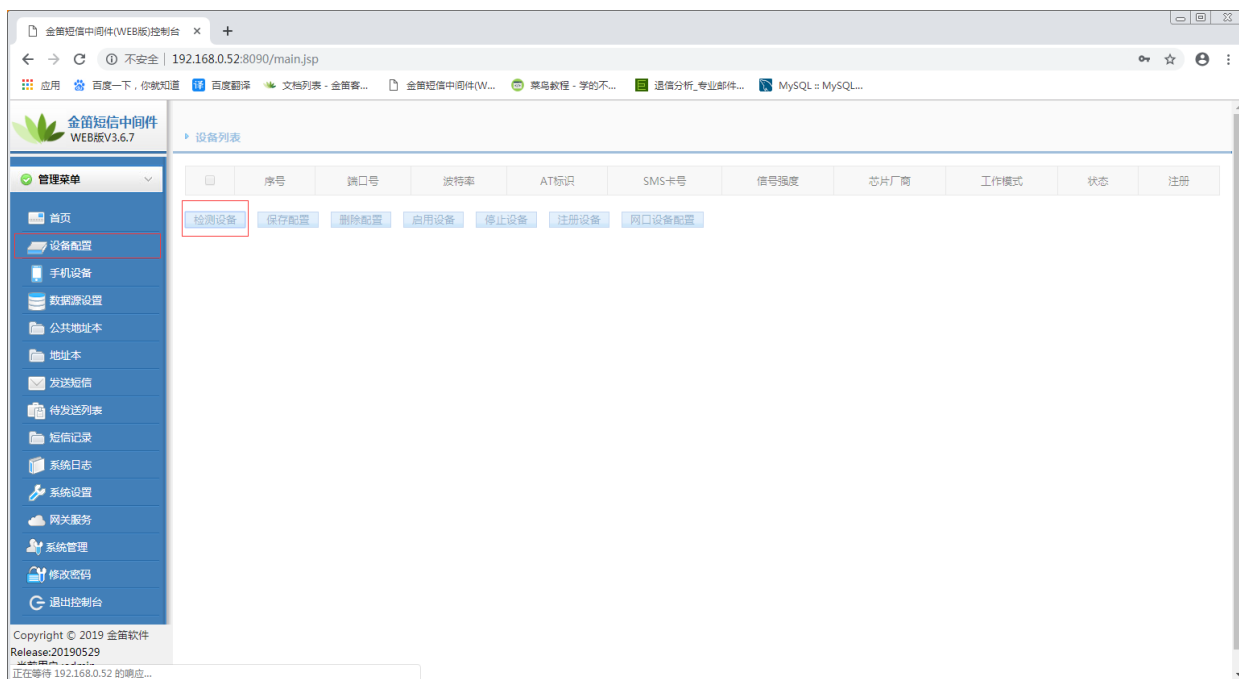 金笛短信中间件(WEB版)控制台
不安全 | 192.168.0.52:8090/main.jsp
应用 百度一下，你就知道 百度翻译 文档列表 - 金笛客... 金笛短信中间件(W... 菜鸟教程 - 学的不... 退信分析_专业邮件... MySQL :: MySQL...
金笛短信中间件
WEB版V3.6.7
设备列表
管理菜单
序号 端口号 波特率 AT标识 SMS卡号 信号强度 芯片厂商 工作模式 状态 注册
检测设备 保存配置 删除配置 启用设备 停止设备 注册设备 网口设备配置
首页
设备配置
手机设备
数据源设置
公共地址本
地址本
发送短信
待发送列表
短信记录
系统日志
系统设置
网关服务
系统管理
修改密码
退出控制台
Copyright © 2019 金笛软件
Release:20190529
正在等待 192.168.0.52 的响应...